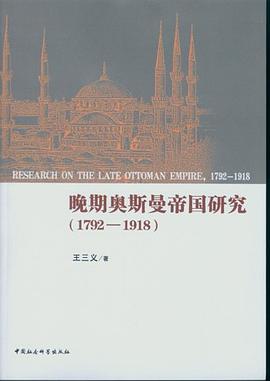 RESEARCH ON THE LATE OTTOMAN EMPIRE, 1792-1918
晚期奥斯曼帝国研究
(1792—1918)
王三义/著
中国社会科学出版社